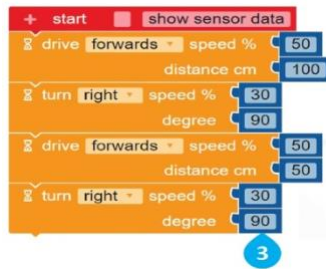 + start show sensor data
drive forwards speed % 50
distance cm 100
turn right speed % 30
degree 90
drive forwards speed % 50
distance cm 50
turn right speed % 30
degree 90
3